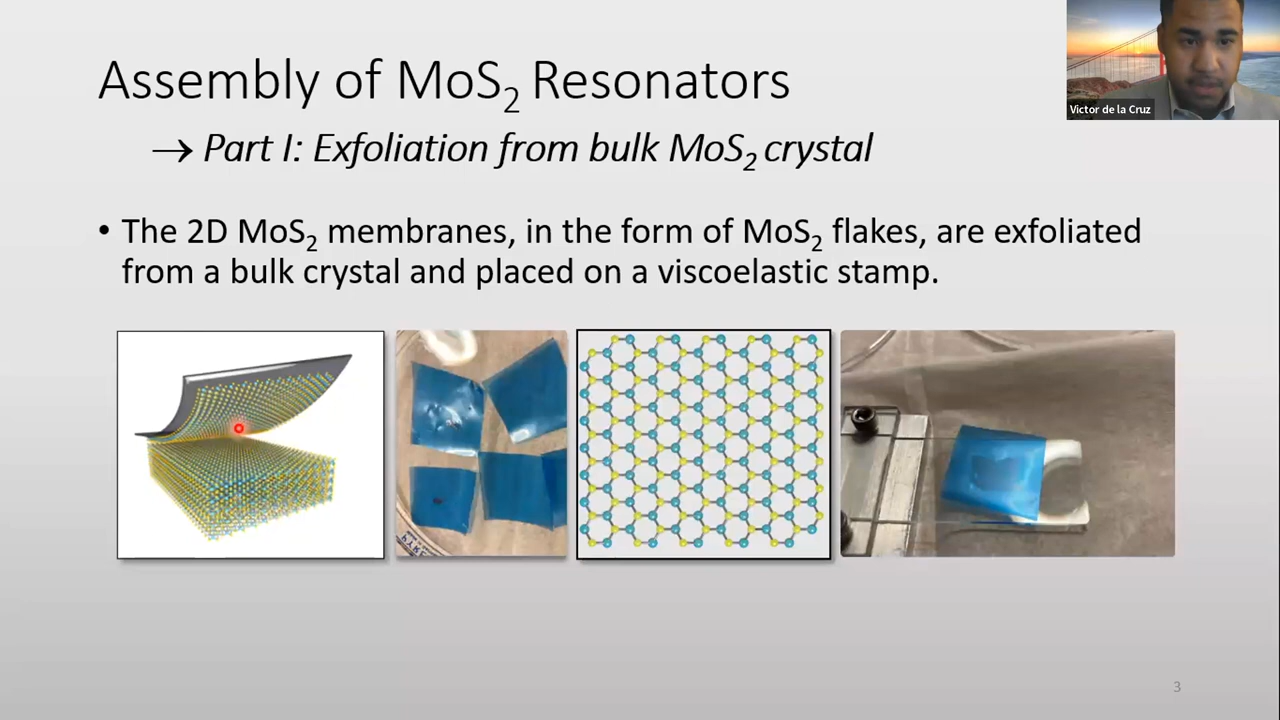 Assembly of MoS₂ Resonators
→ Part I: Exfoliation from bulk MoS₂ crystal
Victor de la Cruz
• The 2D MoS₂ membranes, in the form of MoS₂ flakes, are exfoliated
from a bulk crystal and placed on a viscoelastic stamp.
3